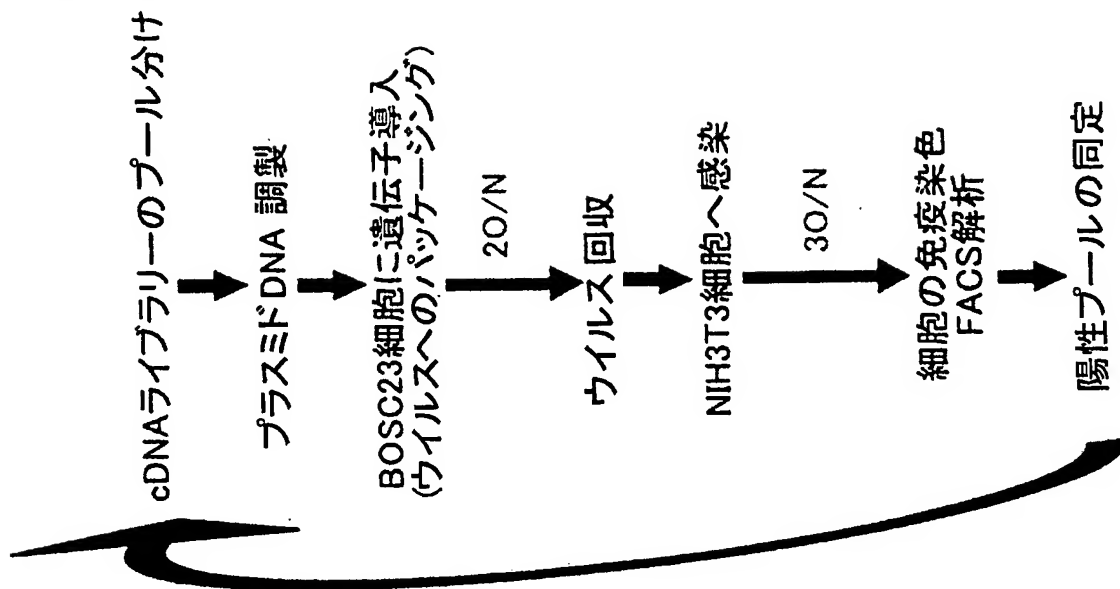 cDNAライブラリーのプール分け
プラスミドDNA 調製
BOSC23細胞に遺伝子導入
(ウイルスへのパッケージング)
2O/N
ウイルス回収
NIH3T3細胞へ感染
3O/N
細胞の免疫染色
FACS解析
陽性プールの同定